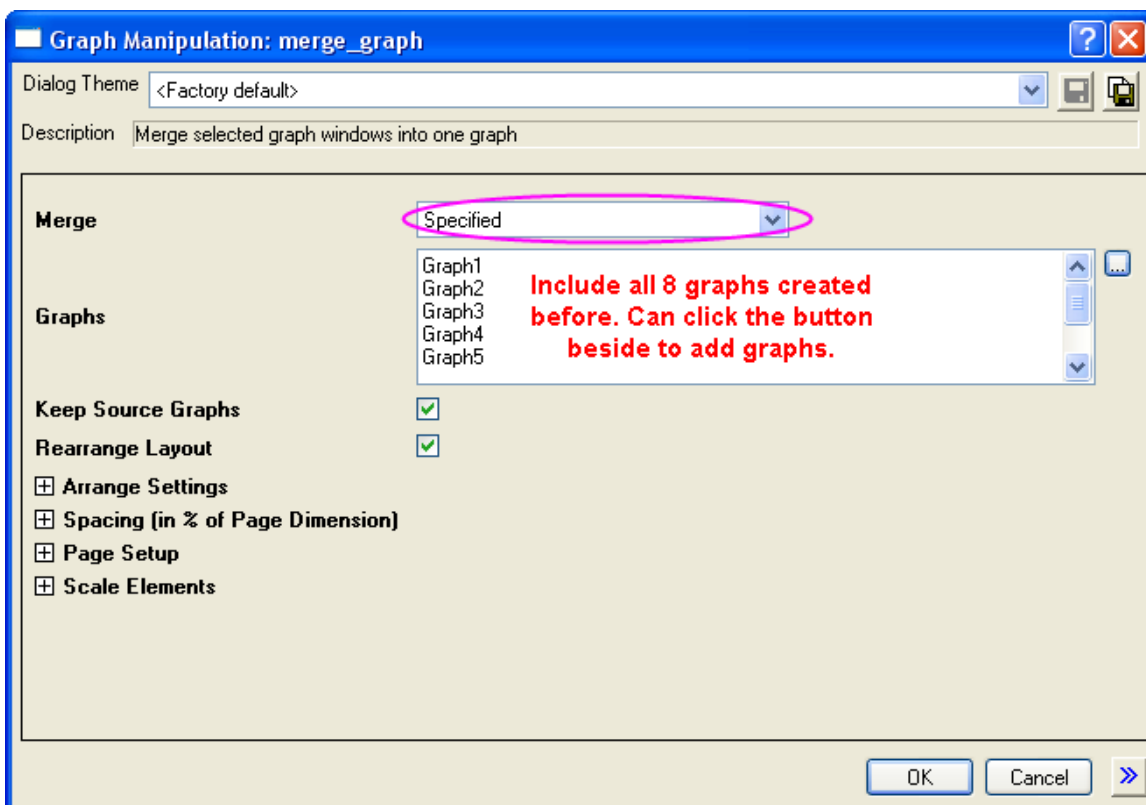 Graph Manipulation: merge_graph
Dialog Theme <Factory default>
Description Merge selected graph windows into one graph
Merge Specified
Graphs
Graph1
Graph2
Graph3
Graph4
Graph5
Include all 8 graphs created
before. Can click the button
beside to add graphs.
...
Keep Source Graphs
Rearrange Layout
Arrange Settings
Spacing (in % of Page Dimension)
Page Setup
Scale Elements
OK Cancel